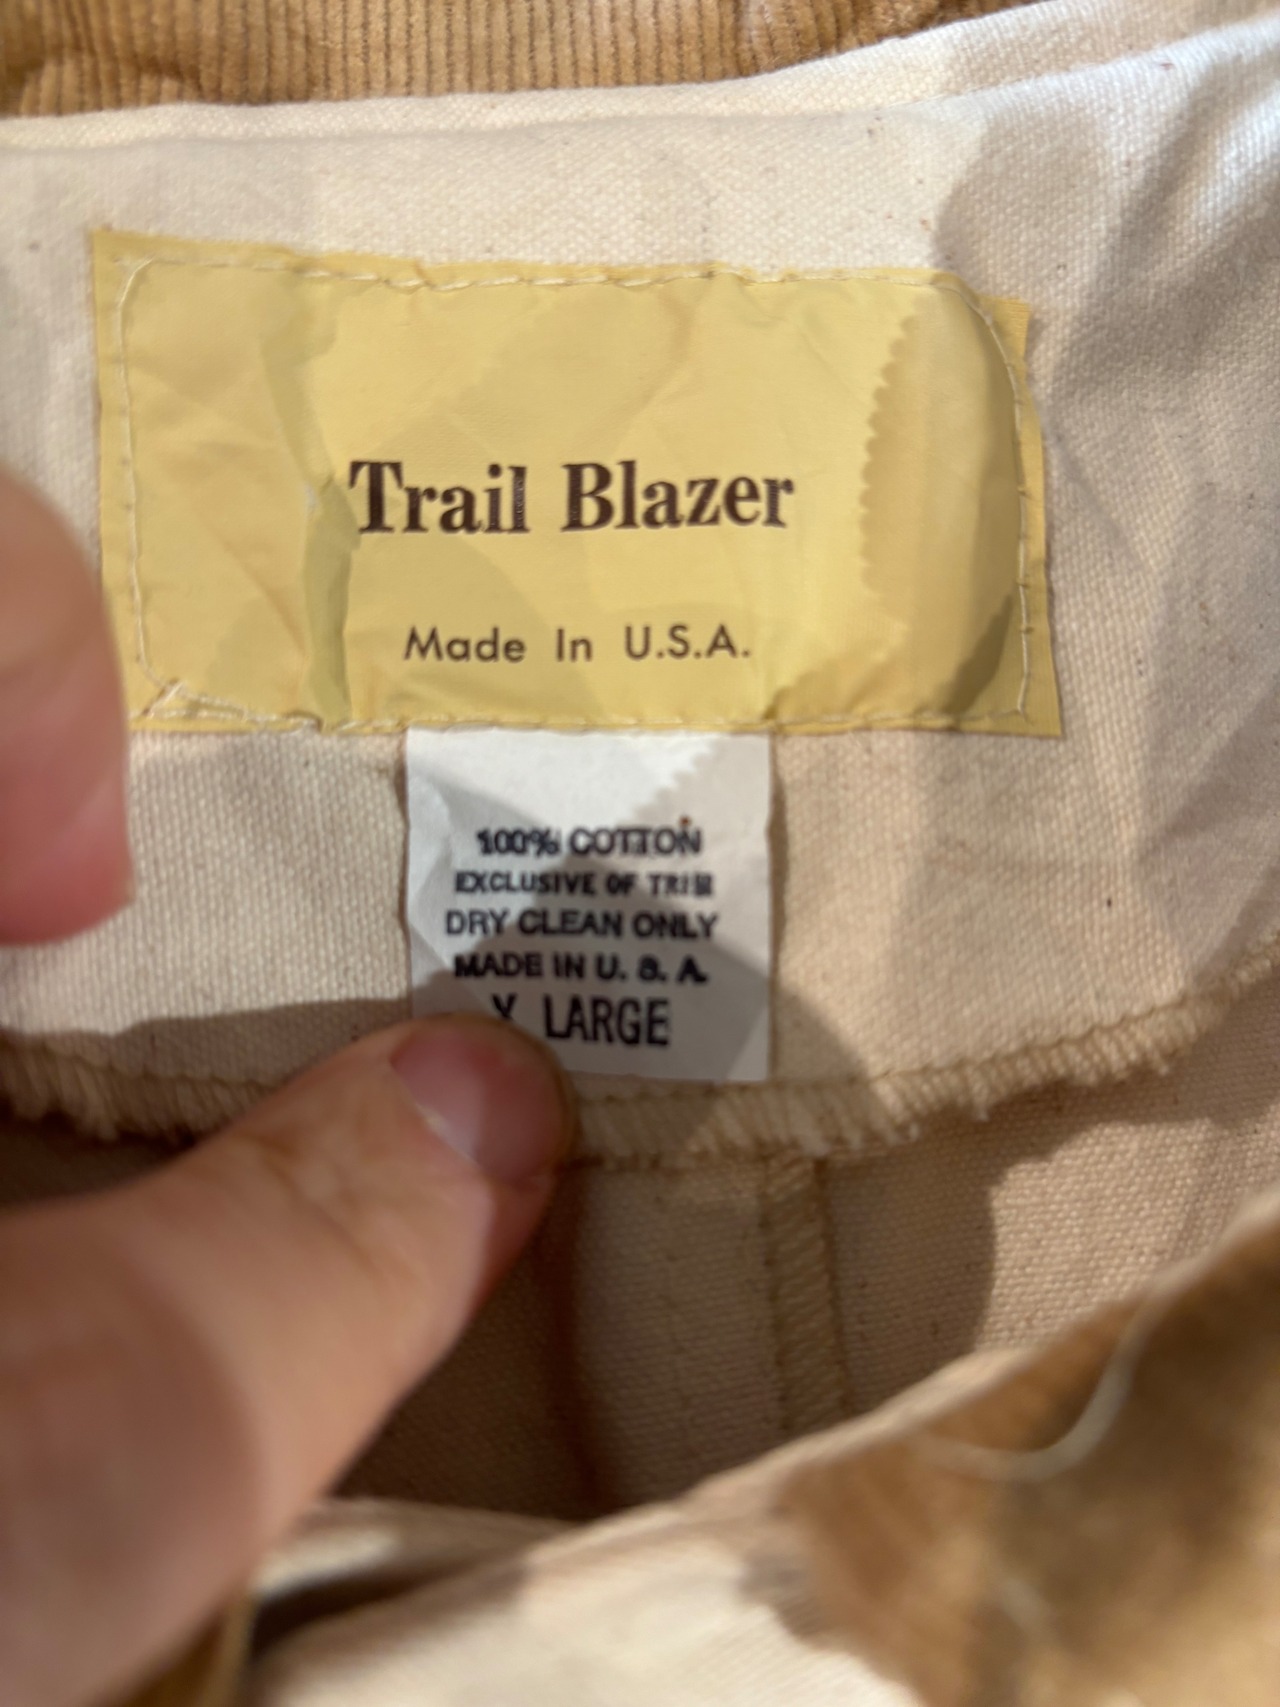 Trail Blazer
Made In U.S.A.
100% COTTON
EXCLUSIVE OF TRIM
DRY CLEAN ONLY
MADE IN U. S. A.
X LARGE